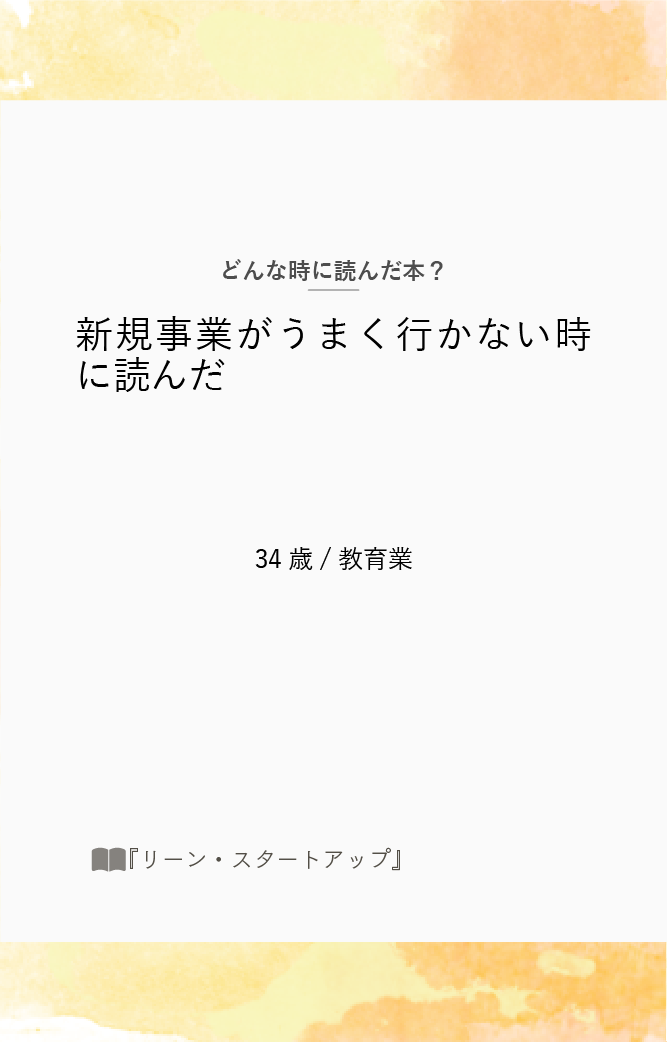 どんな時に読んだ本？
新規事業がうまく行かない時
に読んだ
34 歳 / 教育業
『リーン・スタートアップ』